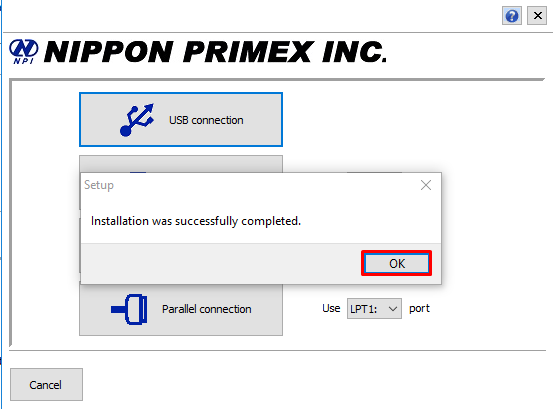 NPI
NIPPON PRIMEX INC.
USB connection
Setup
Installation was successfully completed.
OK
Parallel connection
Use LPT1: port
Cancel